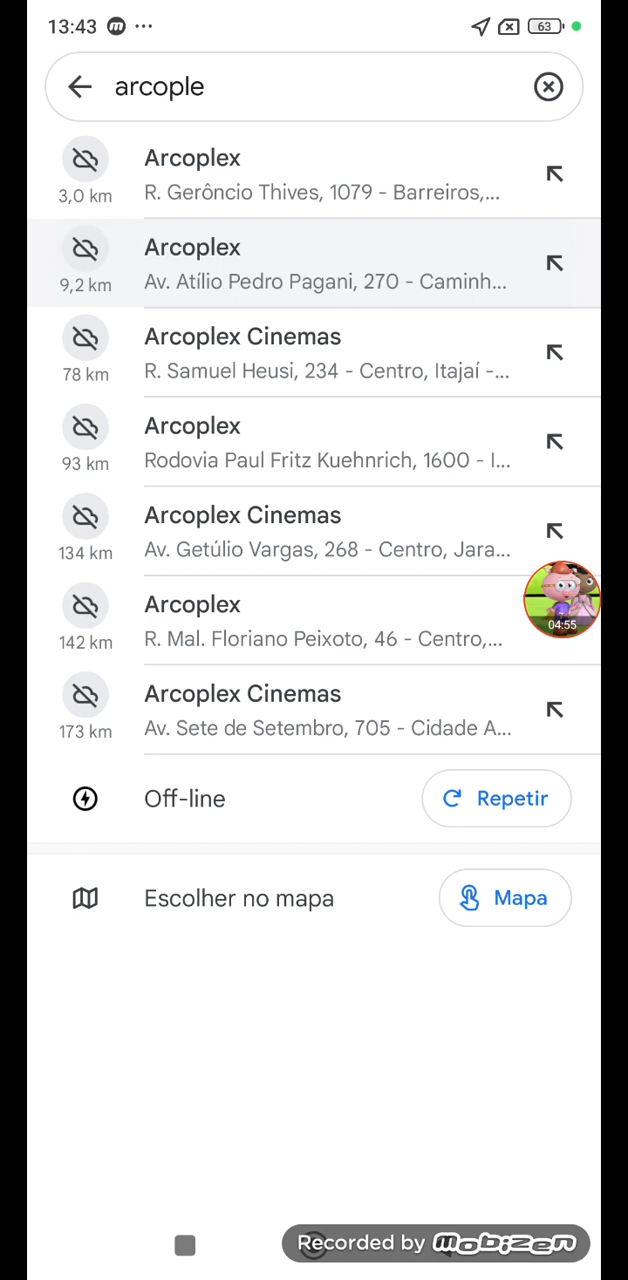 13:43 m ... 63
arcople
Arcoplex
3,0 km R. Gerôncio Thives, 1079 - Barreiros,...
Arcoplex
9,2 km Av. Atílio Pedro Pagani, 270 - Caminh...
Arcoplex Cinemas
78 km R. Samuel Heusi, 234 - Centro, Itajaí -...
Arcoplex
93 km Rodovia Paul Fritz Kuehnrich, 1600 - I...
Arcoplex Cinemas
134 km Av. Getúlio Vargas, 268 - Centro, Jara...
Arcoplex
04:55
142 km R. Mal. Floriano Peixoto, 46 - Centro,...
Arcoplex Cinemas
173 km Av. Sete de Setembro, 705 - Cidade A...
Off-line Repetir
Escolher no mapa Mapa
Recorded by mobizen